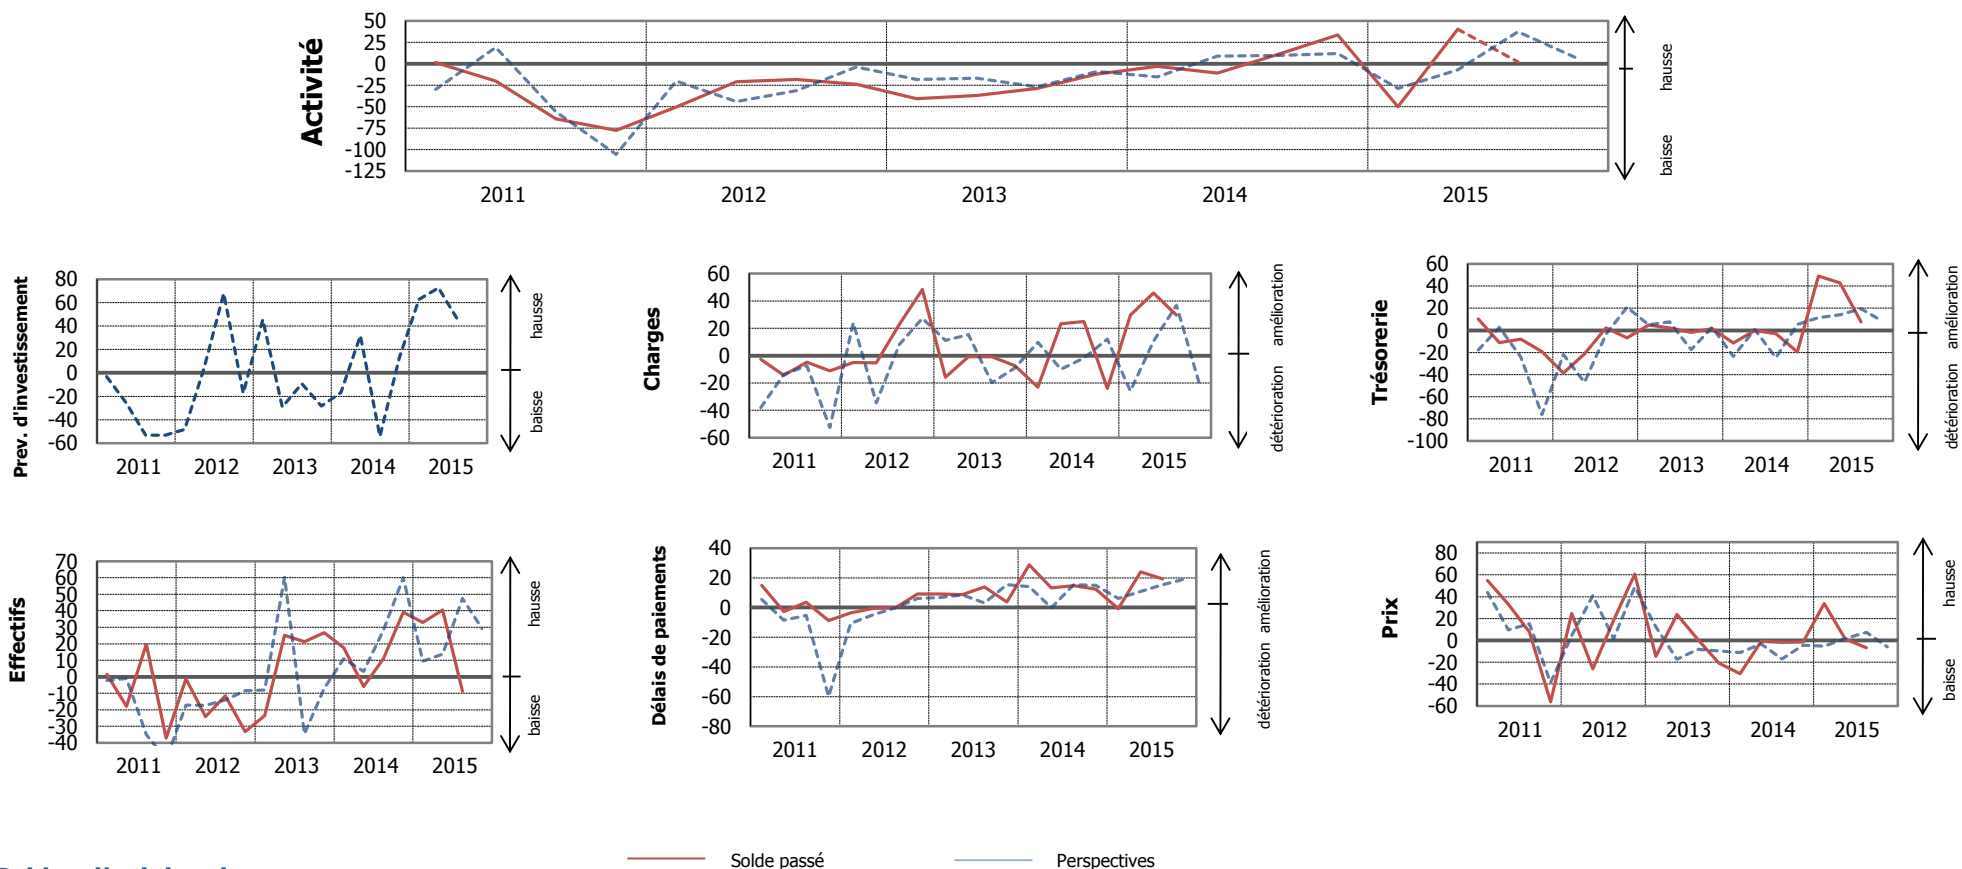 Activité
50
25
0
-25
-50
-75
-100
-125
2011 2012 2013 2014 2015
hausse
baisse
Prev. d'investissement
80
60
40
20
0
-20
-40
-60
2011 2012 2013 2014 2015
hausse
baisse
Charges
60
40
20
0
-20
-40
-60
2011 2012 2013 2014 2015
amélioration
détérioration
Trésorerie
60
40
20
0
-20
-40
-60
-80
-100
2011 2012 2013 2014 2015
amélioration
détérioration
Effectifs
70
60
50
40
30
20
10
0
-10
-20
-30
-40
2011 2012 2013 2014 2015
hausse
baisse
Délais de paiements
40
20
0
-20
-40
-60
-80
2011 2012 2013 2014 2015
amélioration
détérioration
Prix
80
60
40
20
0
-20
-40
-60
2011 2012 2013 2014 2015
hausse
baisse
Solde passé Perspectives